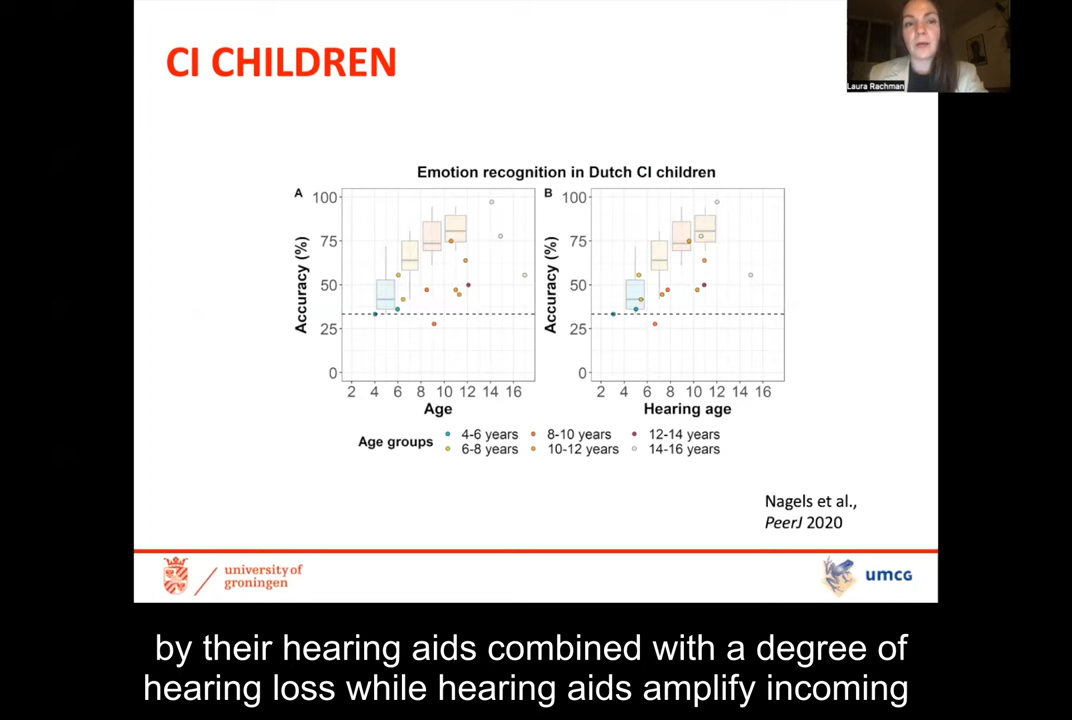 CI CHILDREN
Laura Rachman
Emotion recognition in Dutch CI children
A
100
75
50
25
0
Accuracy (%)
2 4 6 8 10 12 14 16
Age
B
100
75
50
25
0
Accuracy (%)
2 4 6 8 10 12 14 16
Hearing age
Age groups
4-6 years 8-10 years 12-14 years
6-8 years 10-12 years 14-16 years
Nagels et al.,
PeerJ 2020
university of
groningen
umcg
by their hearing aids combined with a degree of
hearing loss while hearing aids amplify incoming